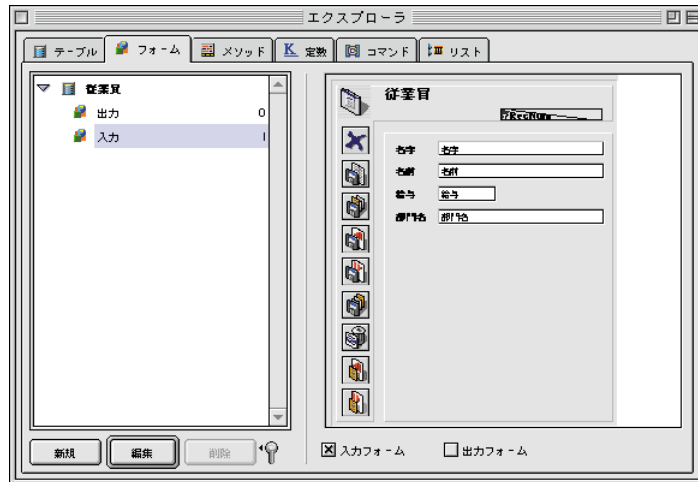 エクスプローラ
テーブル フォーム メソッド K 定数 コマンド リスト
従業員
出力 O
入力 I
新規 編集 削除
従業員
名字 名字
名前 名前
給与 給与
部門名 部門名
入力フォーム 出力フォーム